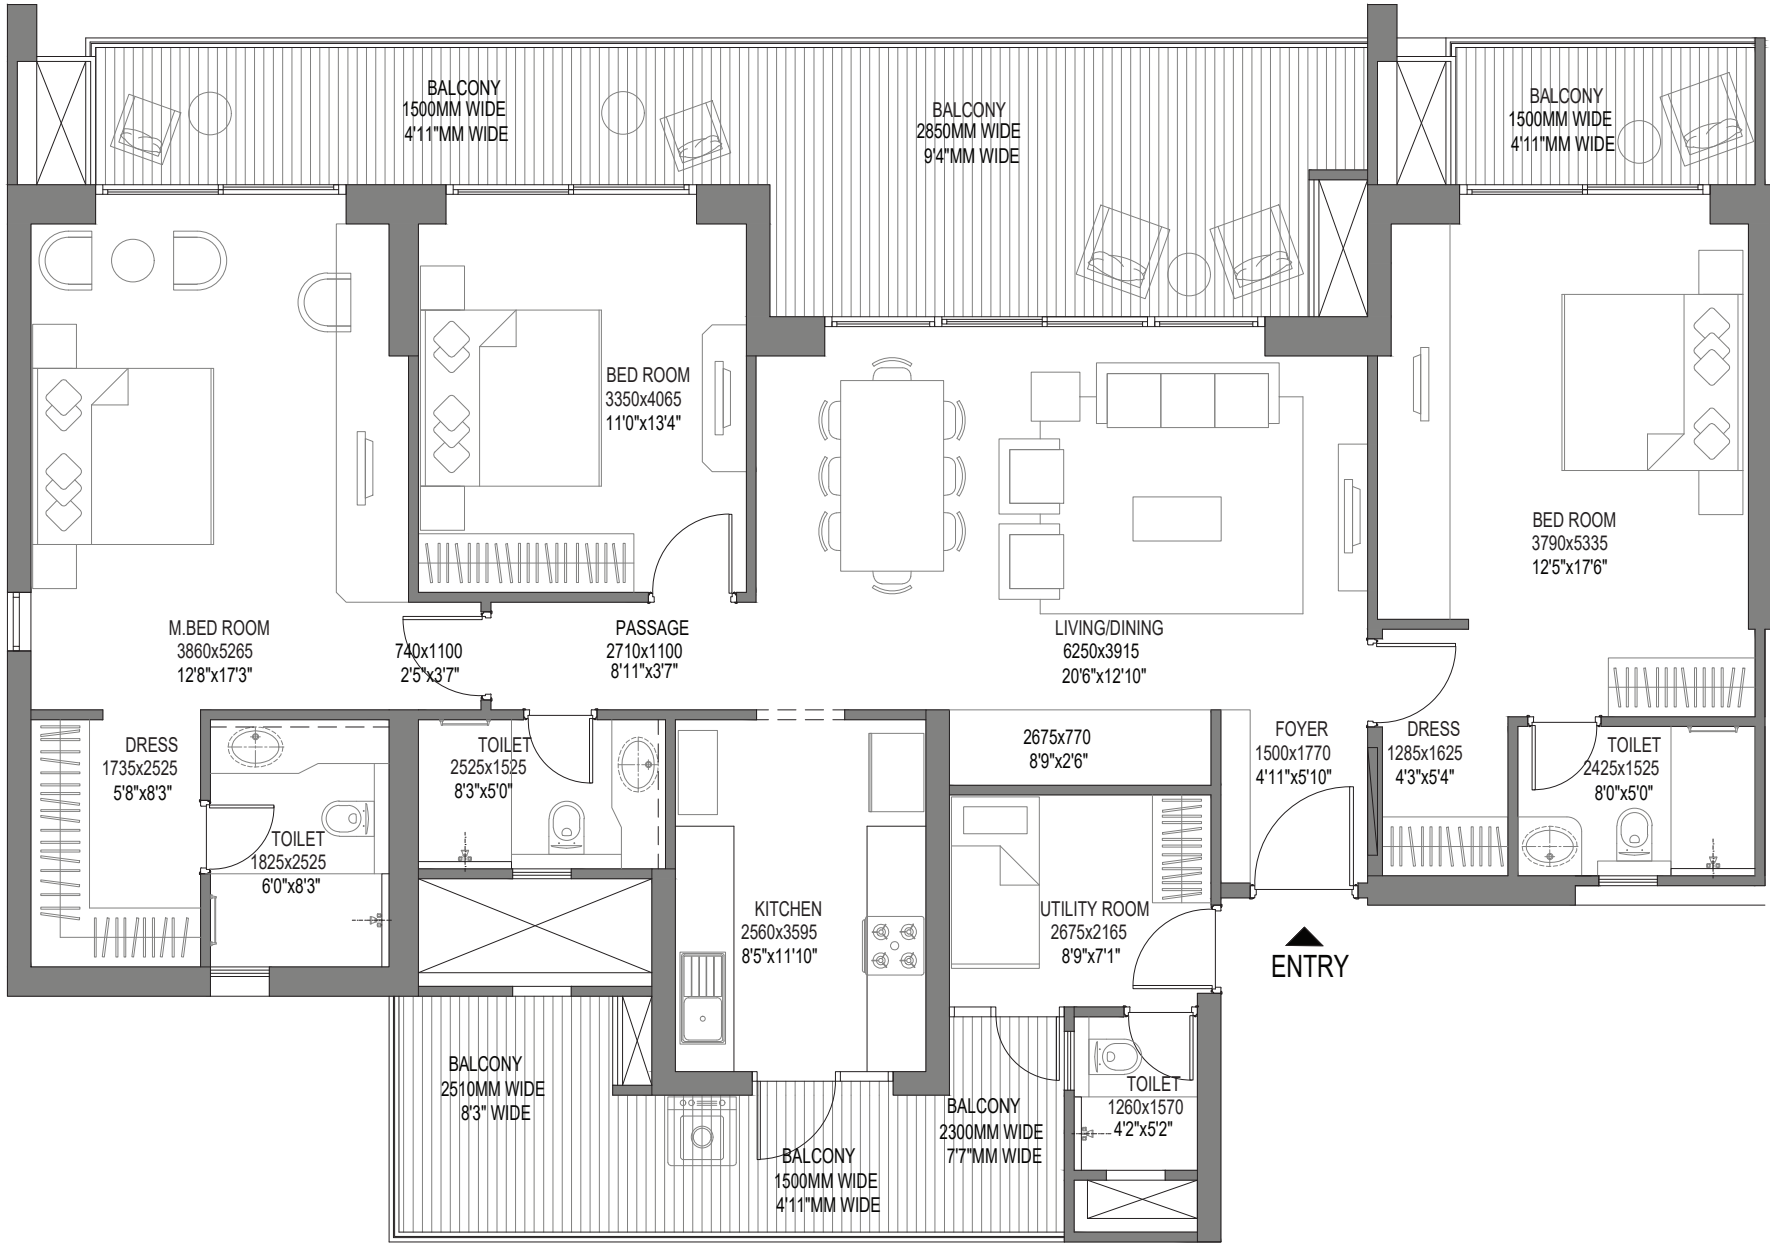 BALCONY
1500MM WIDE
4'11"MM WIDE
BALCONY
2850MM WIDE
9'4"MM WIDE
BALCONY
1500MM WIDE
4'11"MM WIDE
BED ROOM
3350x4065
11'0"x13'4"
BED ROOM
3790x5335
12'5"x17'6"
M.BED ROOM
3860x5265
12'8"x17'3"
740x1100
2'5"x3'7"
PASSAGE
2710x1100
8'11"x3'7"
LIVING/DINING
6250x3915
20'6"x12'10"
DRESS
1735x2525
5'8"x8'3"
TOILET
2525x1525
8'3"x5'0"
2675x770
8'9"x2'6"
FOYER
1500x1770
4'11"x5'10"
DRESS
1285x1625
4'3"x5'4"
TOILET
2425x1525
8'0"x5'0"
TOILET
1825x2525
6'0"x8'3"
KITCHEN
2560x3595
8'5"x11'10"
UTILITY ROOM
2675x2165
8'9"x7'1"
ENTRY
BALCONY
2510MM WIDE
8'3" WIDE
BALCONY
2300MM WIDE
7'7"MM WIDE
TOILET
1260x1570
4'2"x5'2"
BALCONY
1500MM WIDE
4'11"MM WIDE